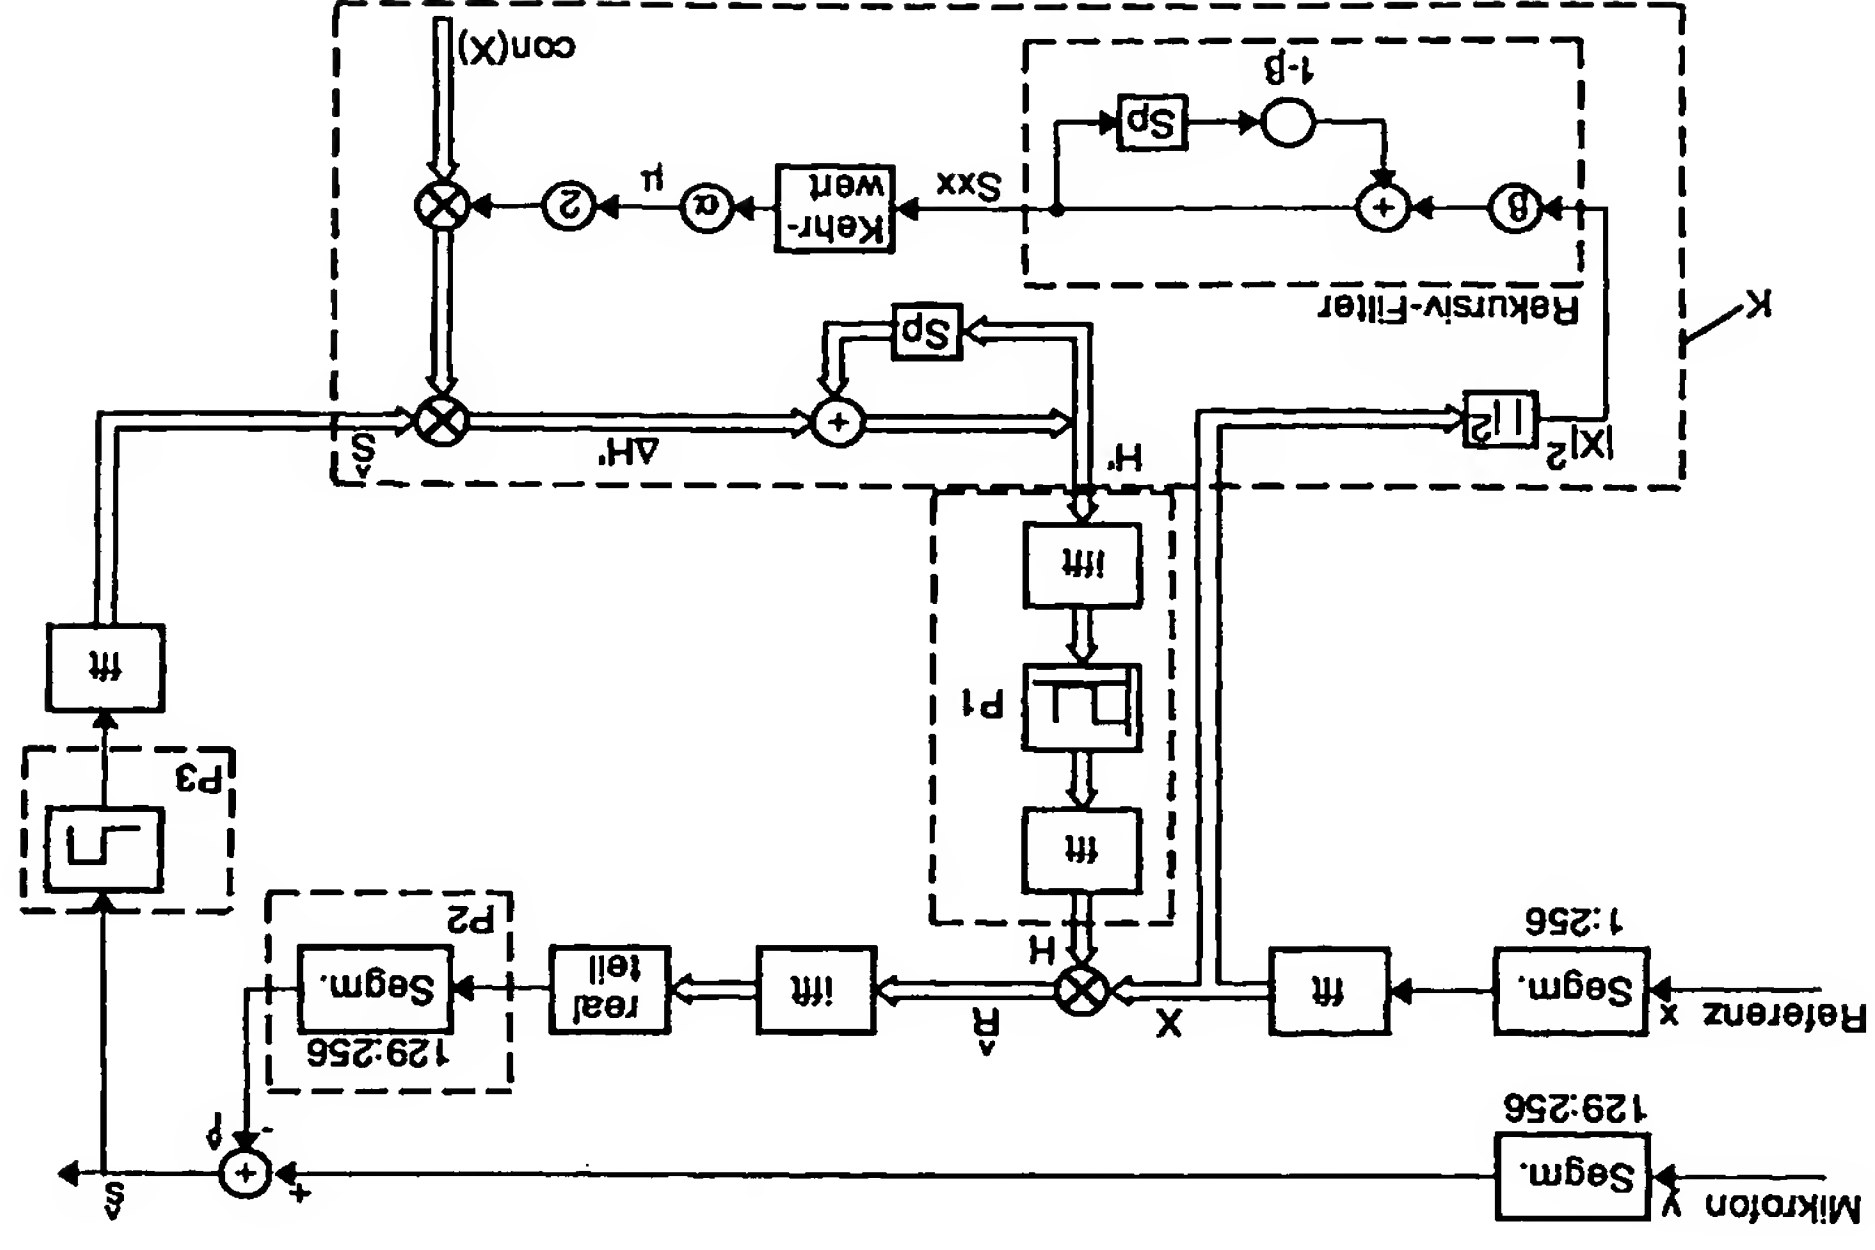 Mikrofon y
Segm.
129:256
+
+
ŝ
Referenz x
Segm.
1:256
fft
X
R̂
ifft
real
teil
Segm.
129:256
P2
-
r̂
H
fft
P1
ifft
P3
fft
H'
|X|²
| |²
K
ΔH'
Ŝ
+
Sp
Rekursiv-Filter
β
+
Sxx
Kehr-
wert
α
μ
2
Sp
1-β
con(X)